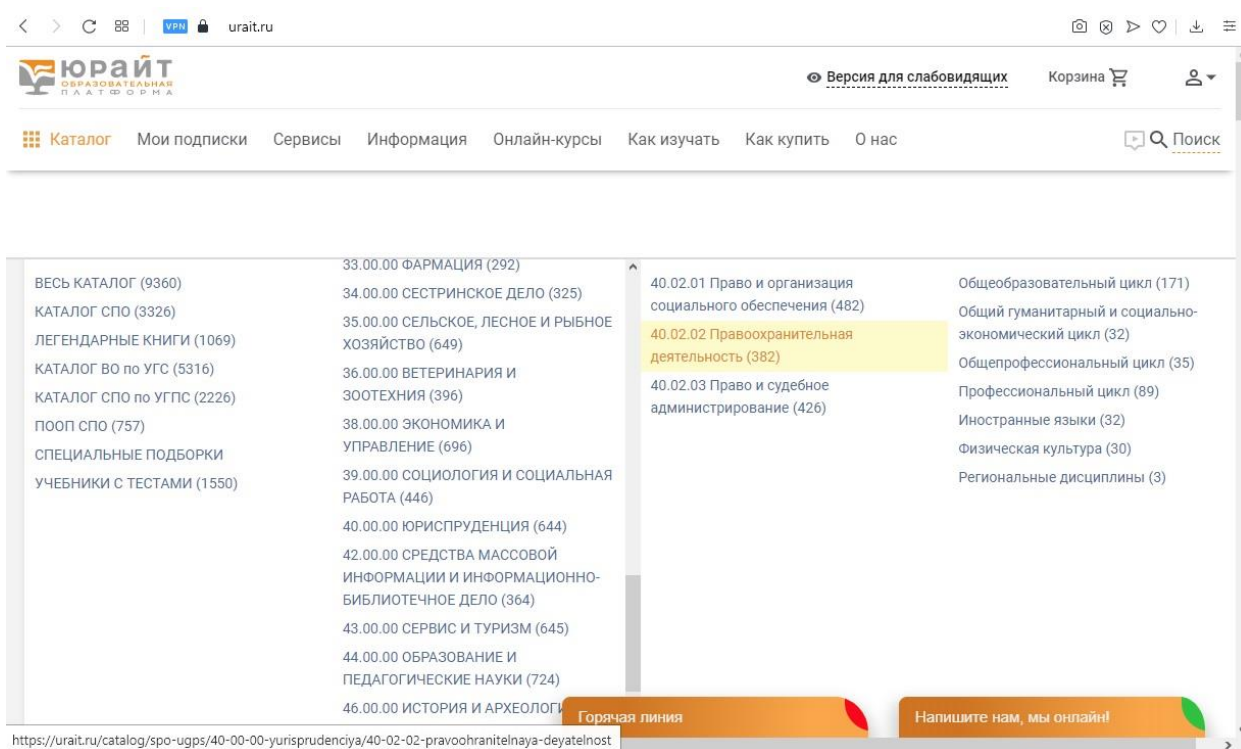 VPN urait.ru
юрайт
ОБРАЗОВАТЕЛЬНАЯ
ПЛАТФОРМА
Версия для слабовидящих Корзина
Каталог Мои подписки Сервисы Информация Онлайн-курсы Как изучать Как купить О нас Поиск
ВЕСЬ КАТАЛОГ (9360)
КАТАЛОГ СПО (3326)
ЛЕГЕНДАРНЫЕ КНИГИ (1069)
КАТАЛОГ ВО по УГС (5316)
КАТАЛОГ СПО по УГПС (2226)
ПООП СПО (757)
СПЕЦИАЛЬНЫЕ ПОДБОРКИ
УЧЕБНИКИ С ТЕСТАМИ (1550)
33.00.00 ФАРМАЦИЯ (292)
34.00.00 СЕСТРИНСКОЕ ДЕЛО (325)
35.00.00 СЕЛЬСКОЕ, ЛЕСНОЕ И РЫБНОЕ
ХОЗЯЙСТВО (649)
36.00.00 ВЕТЕРИНАРИЯ И
ЗООТЕХНИЯ (396)
38.00.00 ЭКОНОМИКА И
УПРАВЛЕНИЕ (696)
39.00.00 СОЦИОЛОГИЯ И СОЦИАЛЬНАЯ
РАБОТА (446)
40.00.00 ЮРИСПРУДЕНЦИЯ (644)
42.00.00 СРЕДСТВА МАССОВОЙ
ИНФОРМАЦИИ И ИНФОРМАЦИОННО-
БИБЛИОТЕЧНОЕ ДЕЛО (364)
43.00.00 СЕРВИС И ТУРИЗМ (645)
44.00.00 ОБРАЗОВАНИЕ И
ПЕДАГОГИЧЕСКИЕ НАУКИ (724)
46.00.00 ИСТОРИЯ И АРХЕОЛОГИ
40.02.01 Право и организация
социального обеспечения (482)
40.02.02 Правоохранительная
деятельность (382)
40.02.03 Право и судебное
администрирование (426)
Общеобразовательный цикл (171)
Общий гуманитарный и социально-
экономический цикл (32)
Общепрофессиональный цикл (35)
Профессиональный цикл (89)
Иностранные языки (32)
Физическая культура (30)
Региональные дисциплины (3)
Горячая линия
Напишите нам, мы онлайн!
https://urait.ru/catalog/spo-ugps/40-00-00-yurisprudenciya/40-02-02-pravoohranitelnaya-deyatelnost